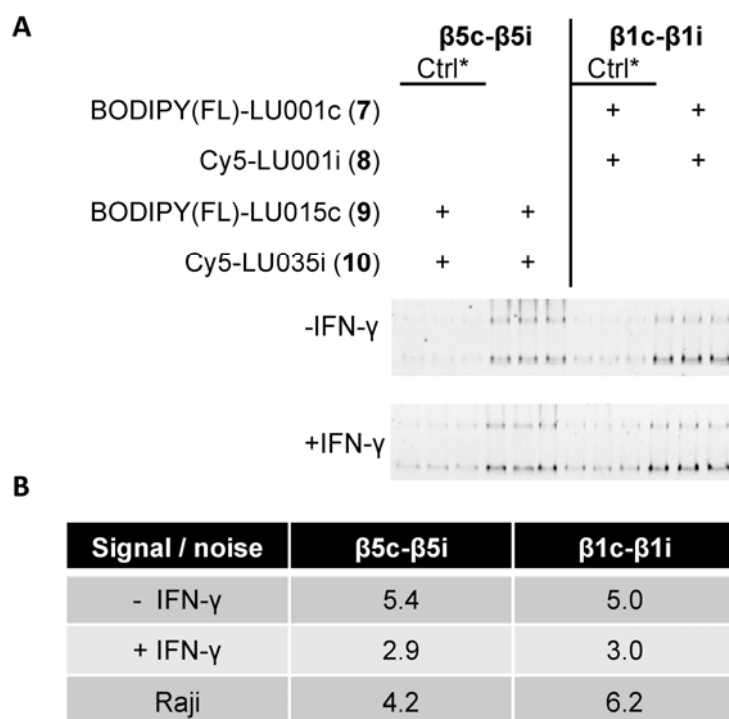 A
β5c-β5i β1c-β1i
Ctrl* Ctrl*
BODIPY(FL)-LU001c (7) + +
Cy5-LU001i (8) + +
BODIPY(FL)-LU015c (9) + +
Cy5-LU035i (10) + +
-IFN-γ
+IFN-γ
B
Signal / noise β5c-β5i β1c-β1i
- IFN-γ 5.4 5.0
+ IFN-γ 2.9 3.0
Raji 4.2 6.2